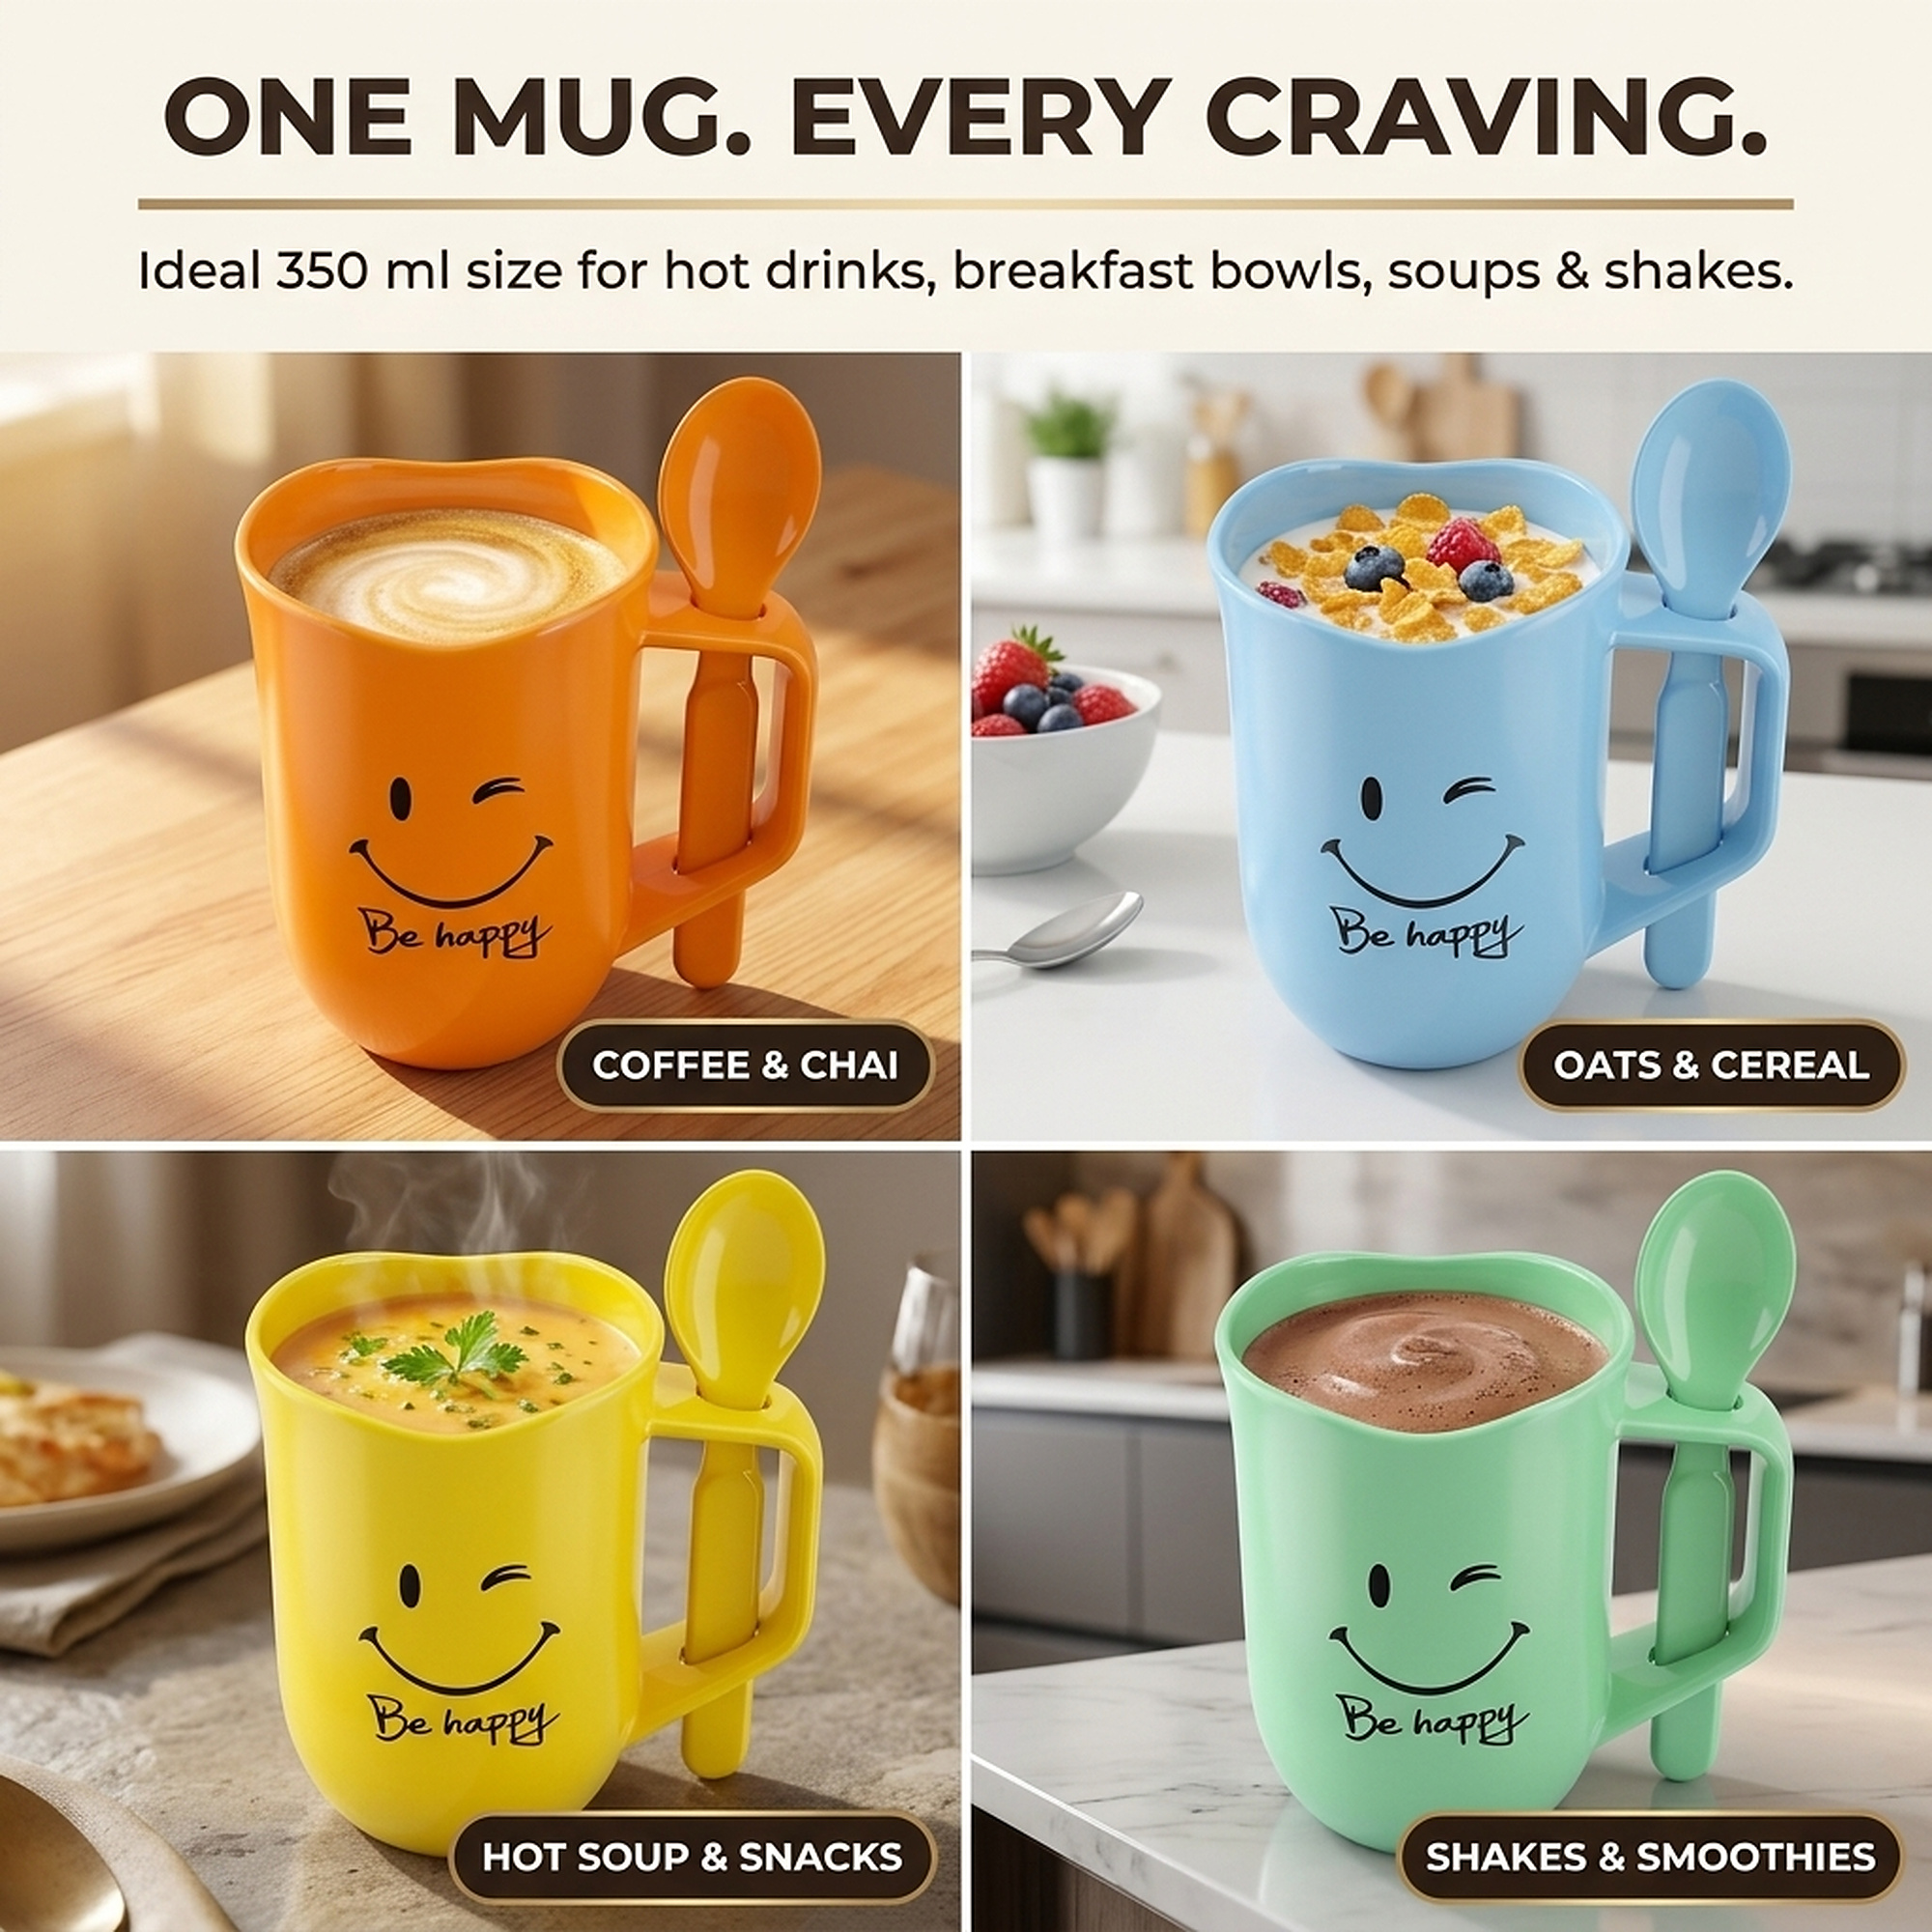 ONE MUG. EVERY CRAVING.
Ideal 350 ml size for hot drinks, breakfast bowls, soups & shakes.
Be happy
COFFEE & CHAI
Be happy
OATS & CEREAL
Be happy
HOT SOUP & SNACKS
Be happy
SHAKES & SMOOTHIES